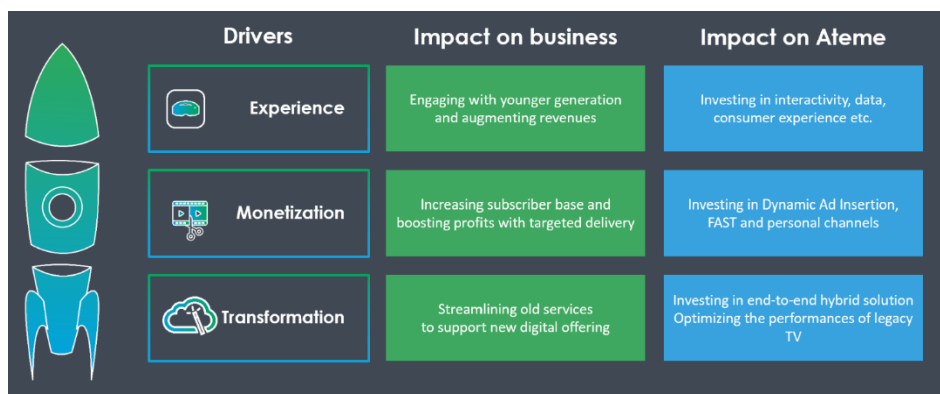 Drivers
Impact on business
Impact on Ateme
Experience
Engaging with younger generation
and augmenting revenues
Investing in interactivity, data,
consumer experience etc.
Monetization
Increasing subscriber base and
boosting profits with targeted delivery
Investing in Dynamic Ad Insertion,
FAST and personal channels
Transformation
Streamlining old services
to support new digital offering
Investing in end-to-end hybrid solution
Optimizing the performances of legacy
TV